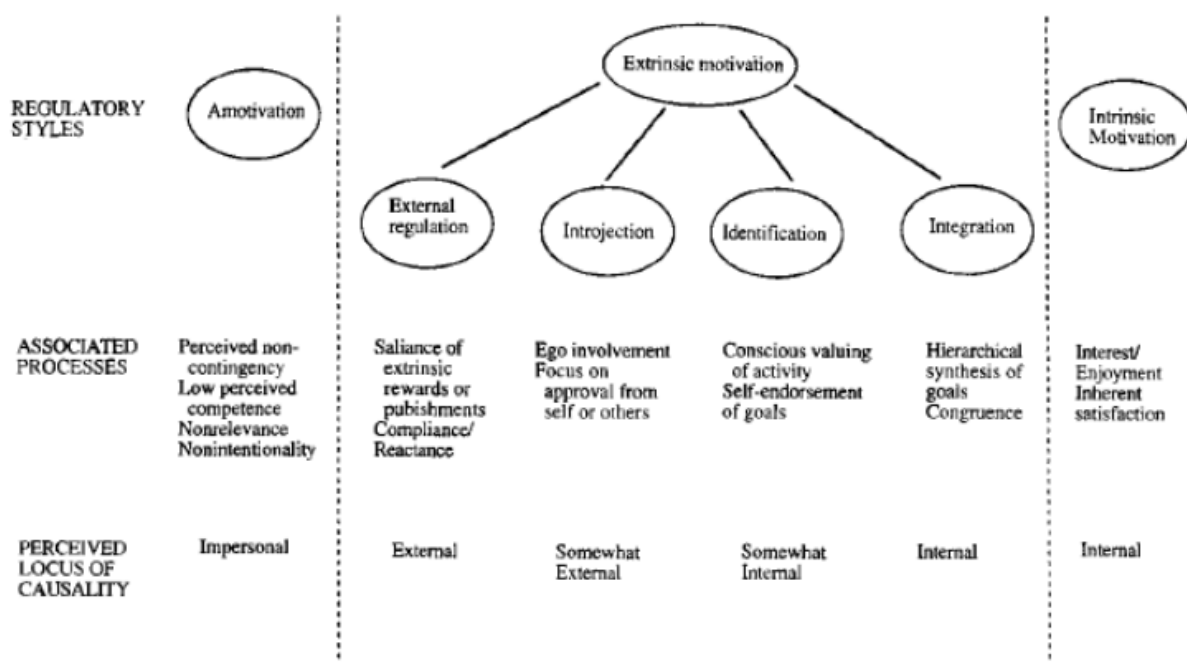 Extrinsic motivation
REGULATORY
STYLES
Amotivation
Intrinsic
Motivation
External
regulation
Introjection
Identification
Integration
ASSOCIATED
PROCESSES
Perceived non-
contingency
Low perceived
competence
Nonrelevance
Nonintentionality
Saliance of
extrinsic
rewards or
pubishments
Compliance/
Reactance
Ego involvement
Focus on
approval from
self or others
Conscious valuing
of activity
Self-endorsement
of goals
Hierarchical
synthesis of
goals
Congruence
Interest/
Enjoyment
Inherent
satisfaction
PERCEIVED
LOCUS OF
CAUSALITY
Impersonal
External
Somewhat
External
Somewhat
Internal
Internal
Internal